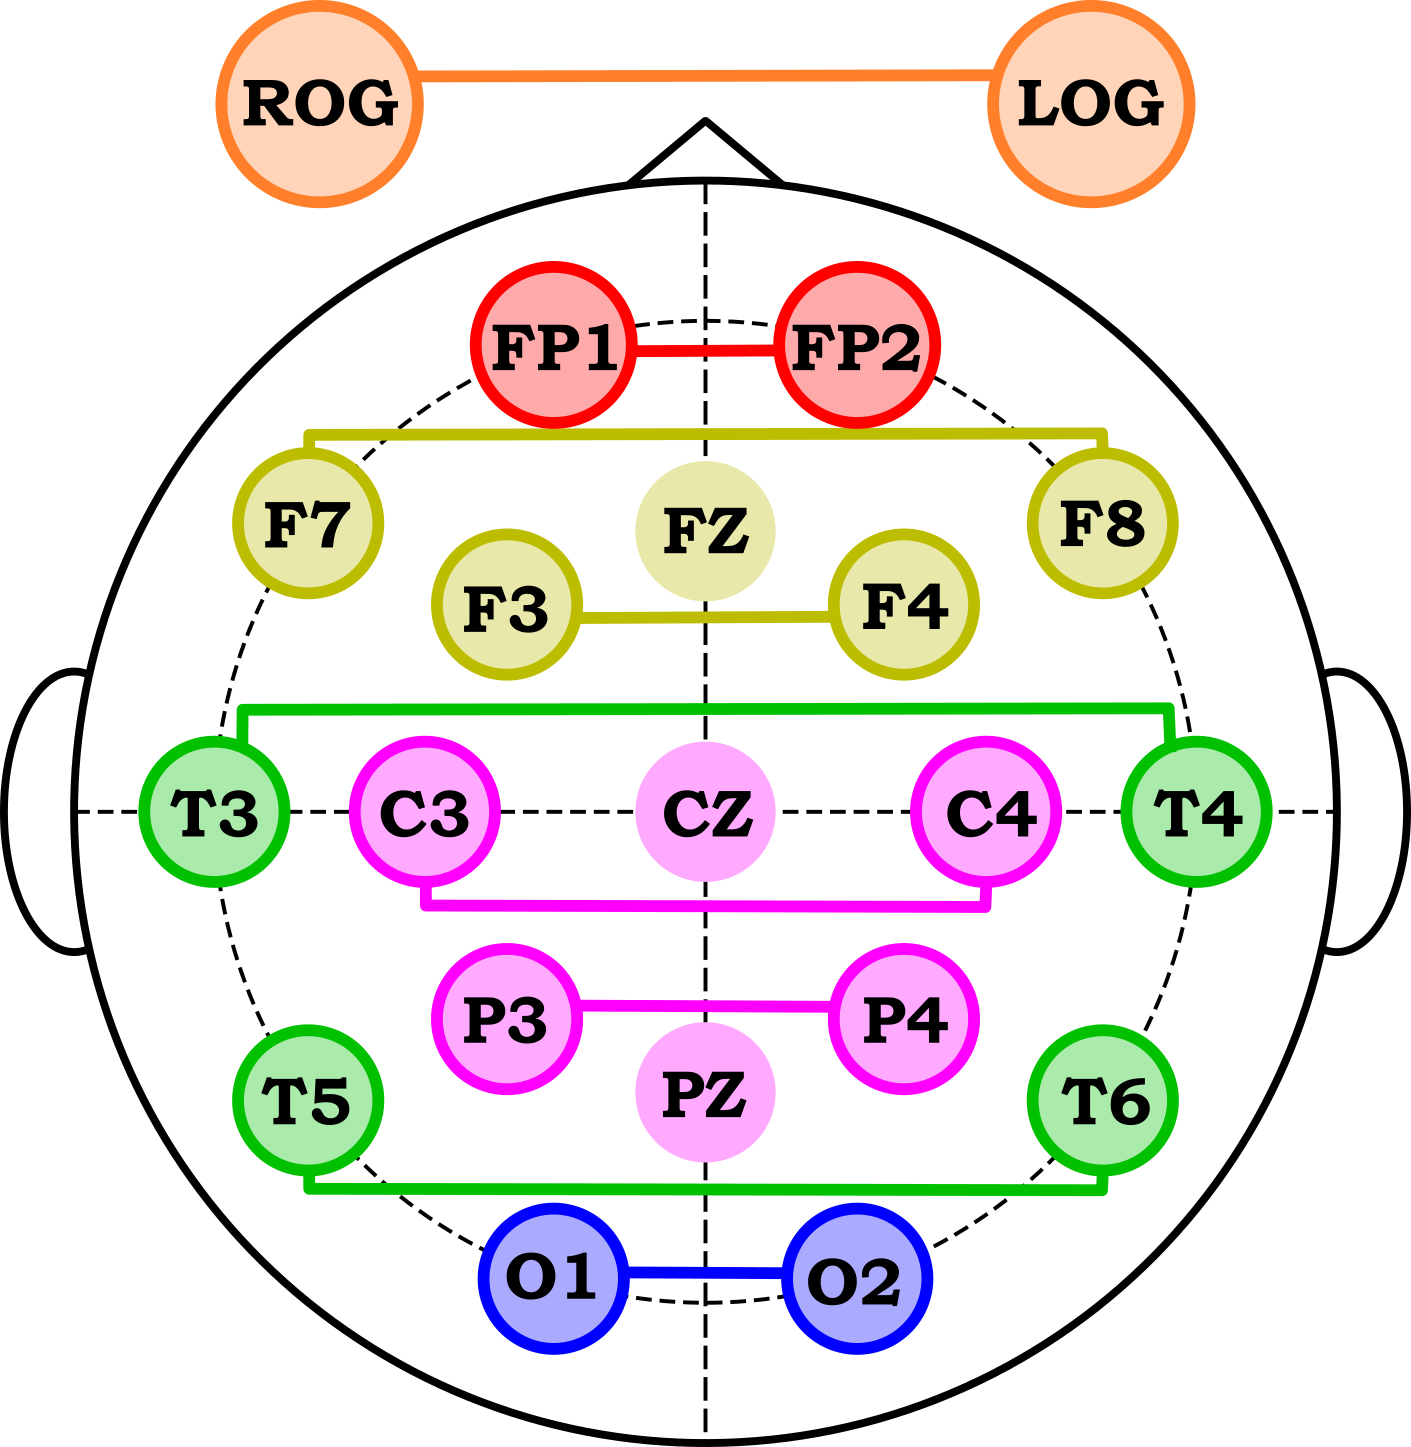 ROG LOG
FP1 FP2
F7 FZ F8
F3 F4
T3 C3 CZ C4 T4
P3 P4
T5 PZ T6
O1 O2